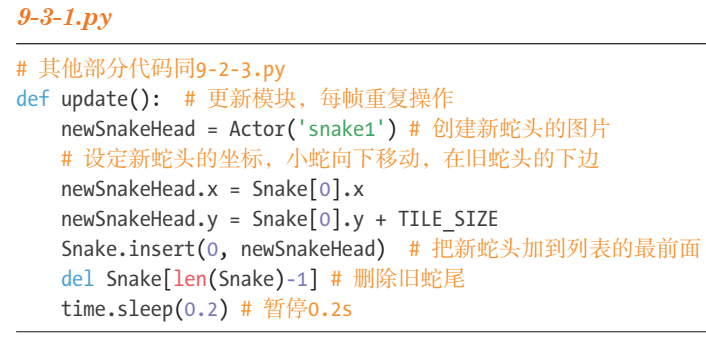 9-3-1.py
# 其他部分代码同9-2-3.py
def update():  # 更新模块，每帧重复操作
    newSnakeHead = Actor('snake1') # 创建新蛇头的图片
    # 设定新蛇头的坐标，小蛇向下移动，在旧蛇头的下边
    newSnakeHead.x = Snake[0].x
    newSnakeHead.y = Snake[0].y + TILE_SIZE
    Snake.insert(0, newSnakeHead)  # 把新蛇头加到列表的最前面
    del Snake[len(Snake)-1] # 删除旧蛇尾
    time.sleep(0.2) # 暂停0.2s